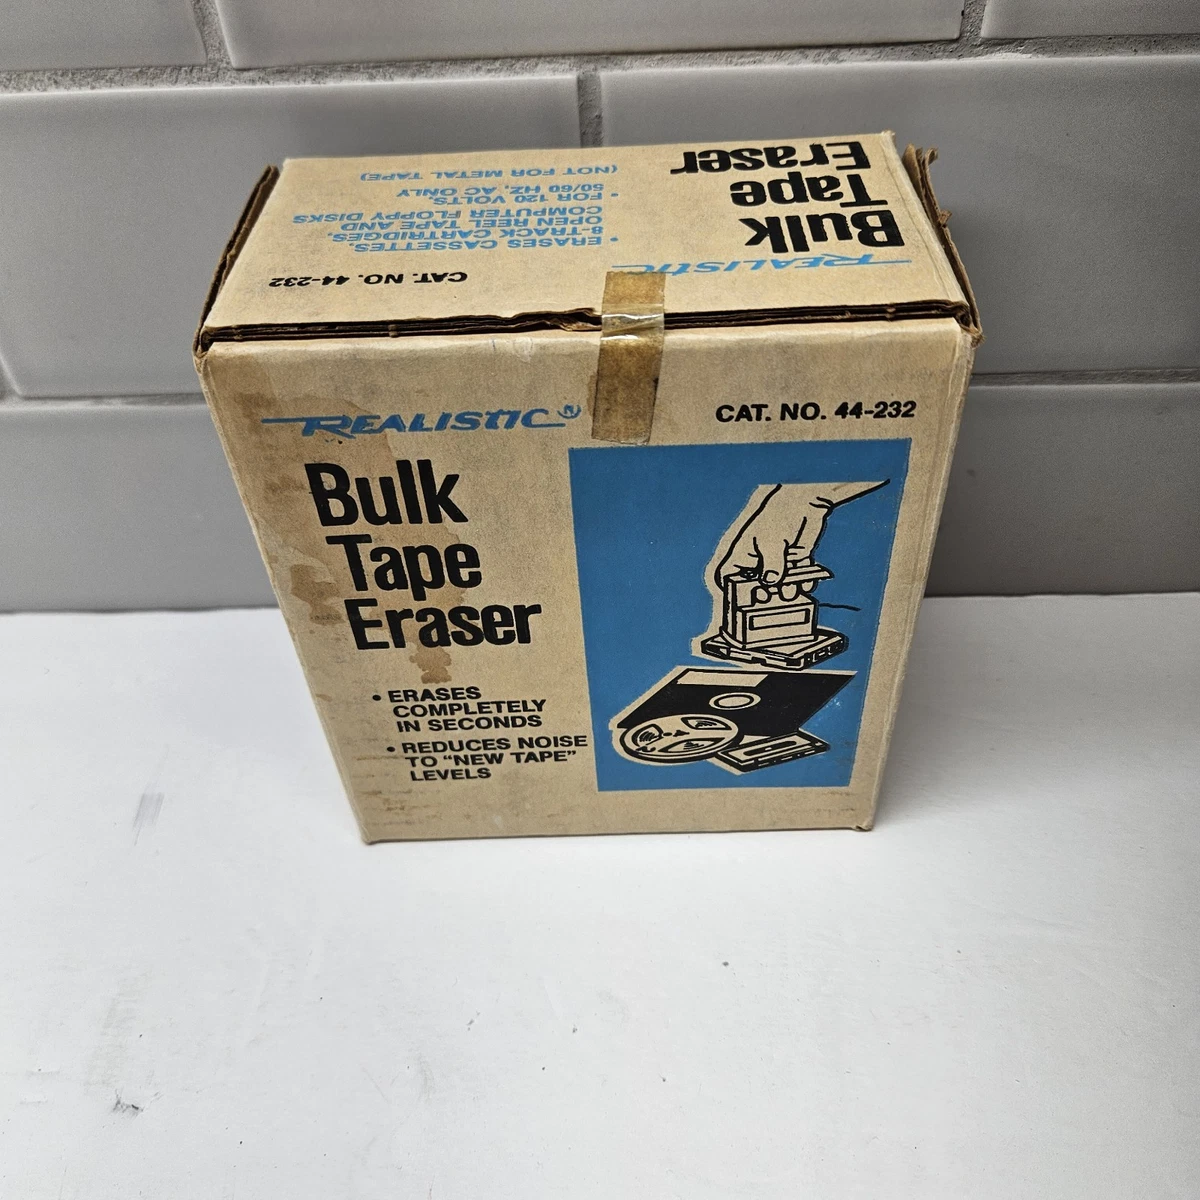 REALISTIC®
CAT. NO. 44-232
Bulk
Tape
Eraser
• ERASES
COMPLETELY
IN SECONDS
• REDUCES NOISE
TO "NEW TAPE"
LEVELS
REALISTIC
Bulk
Tape
Eraser
CAT. NO. 44-232
• ERASES CASSETTES,
8-TRACK CARTRIDGES,
OPEN REEL TAPE AND
COMPUTER FLOPPY DISKS
• FOR 120 VOLTS,
50/60 HZ, AC ONLY
(NOT FOR METAL TAPE)